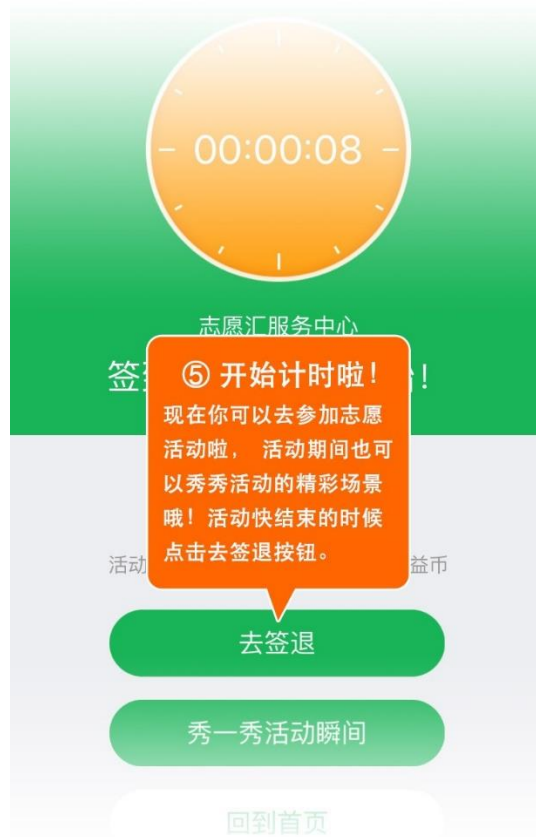 00:00:08
志愿汇服务中心
签
!
⑤ 开始计时啦!
现在你可以去参加志愿
活动啦, 活动期间也可
以秀秀活动的精彩场景
哦!活动快结束的时候
点击去签退按钮。
活动
益币
去签退
秀一秀活动瞬间
回到首页